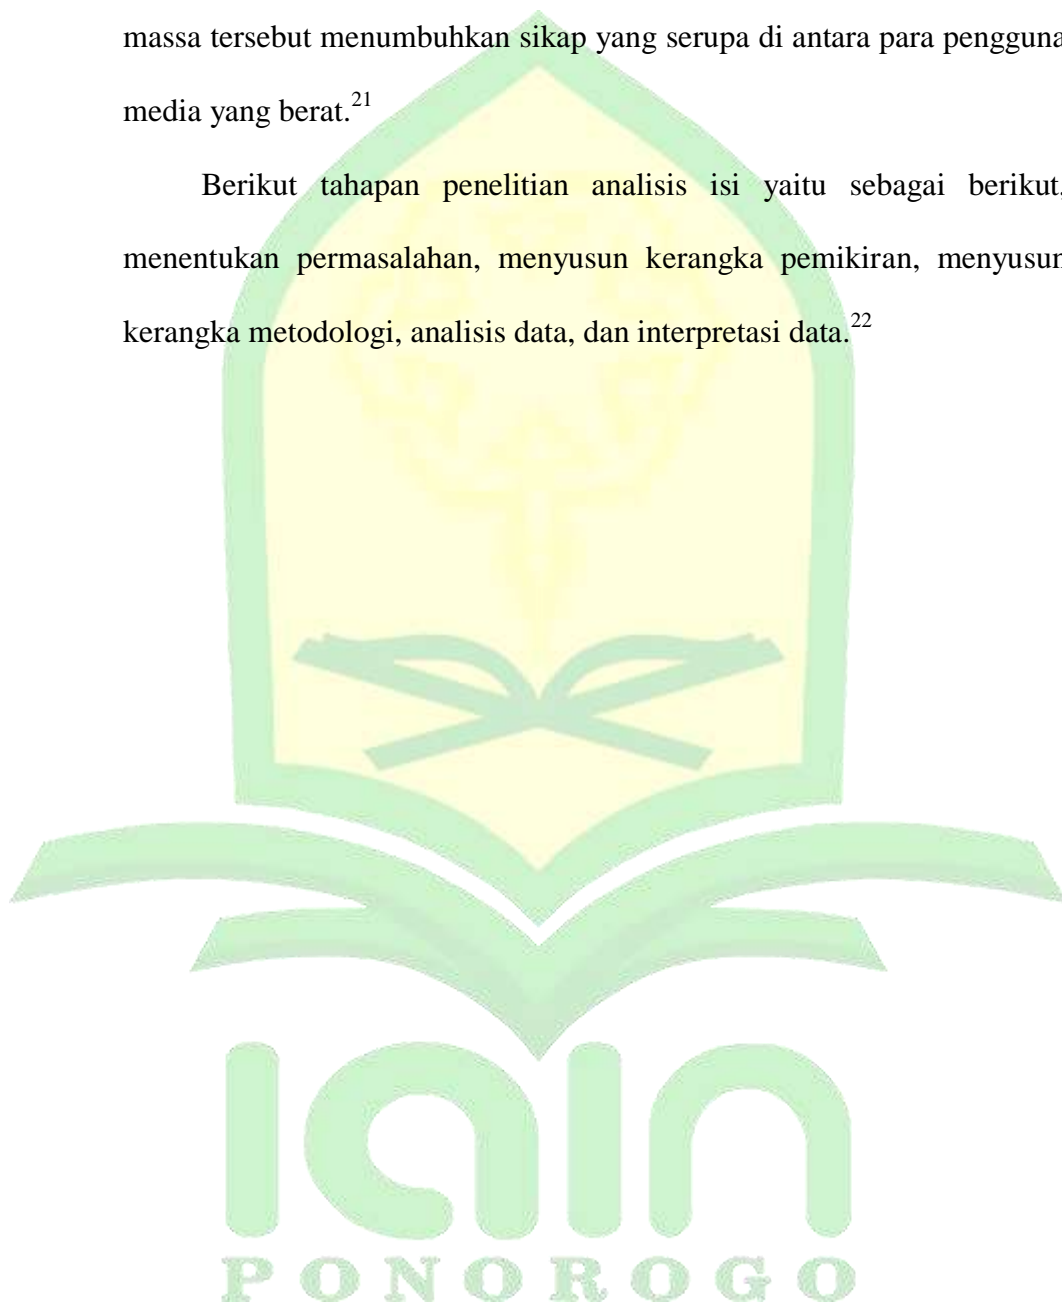 massa tersebut menumbuhkan sikap yang serupa di antara para pengguna
media yang berat.21
Berikut tahapan penelitian analisis isi yaitu sebagai berikut,
menentukan permasalahan, menyusun kerangka pemikiran, menyusun
kerangka metodologi, analisis data, dan interpretasi data.22
iain
PONOROGO